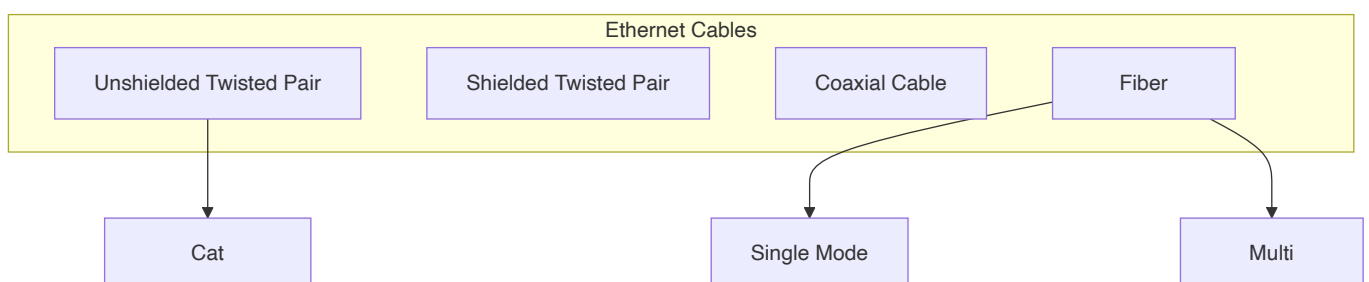 Ethernet Cables
Unshielded Twisted Pair
Shielded Twisted Pair
Coaxial Cable
Fiber
Cat
Single Mode
Multi